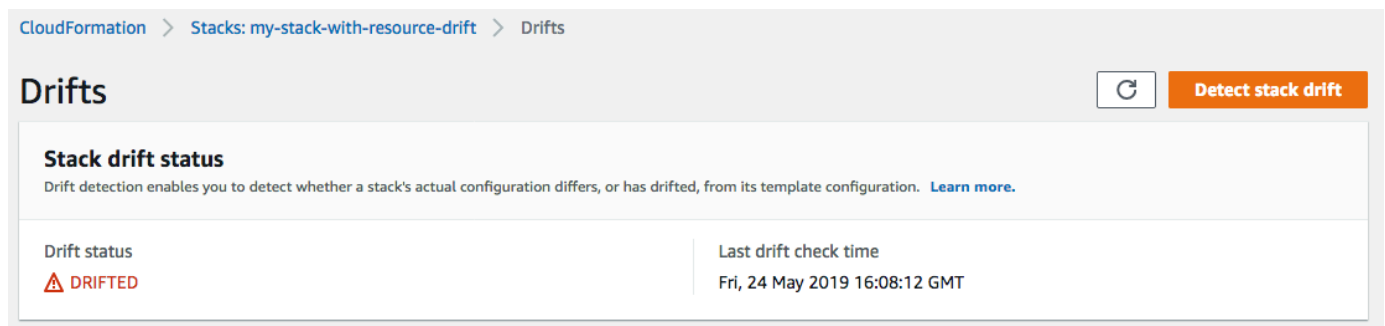 CloudFormation > Stacks: my-stack-with-resource-drift > Drifts
Drifts
Detect stack drift
Stack drift status
Drift detection enables you to detect whether a stack's actual configuration differs, or has drifted, from its template configuration. Learn more.
Drift status
Last drift check time
DRIFTED
Fri, 24 May 2019 16:08:12 GMT